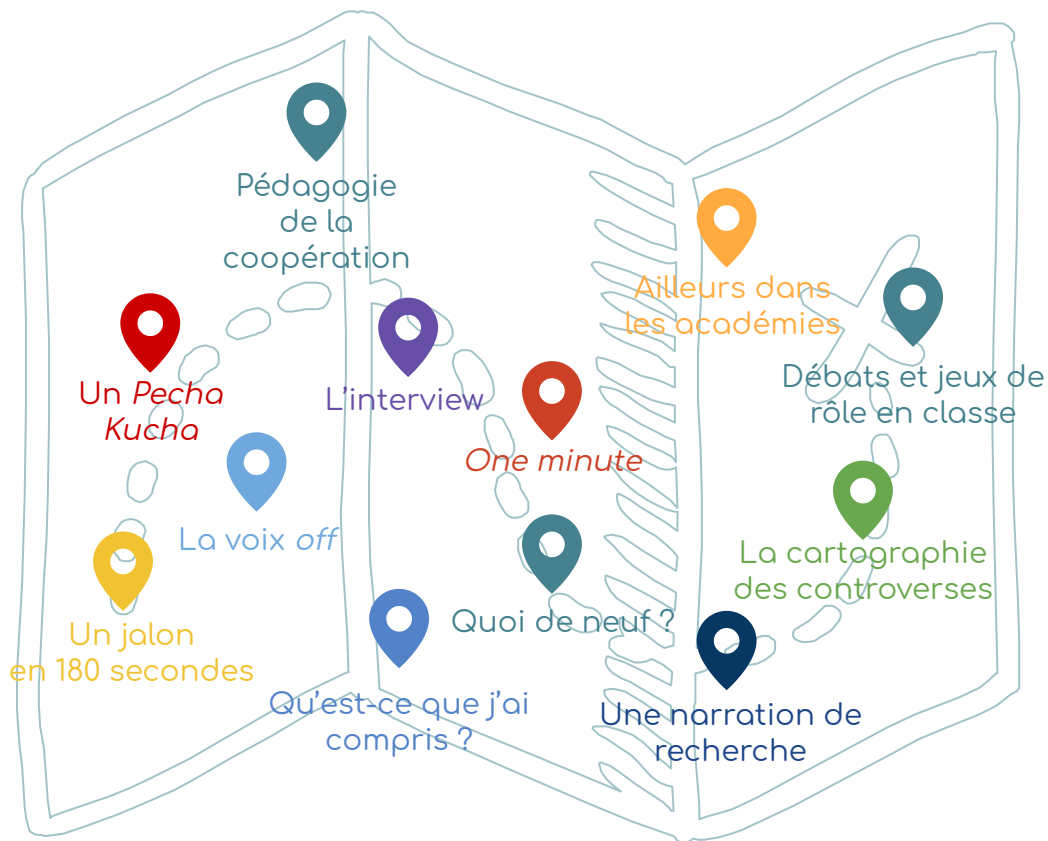 Pédagogie
de la
coopération
Un Pecha
Kucha
La voix off
Un jalon
en 180 secondes
L'interview
One minute
Quoi de neuf ?
Qu'est-ce que j'ai
compris ?
Ailleurs dans
les académies
Débats et jeux de
rôle en classe
La cartographie
des controverses
Une narration de
recherche